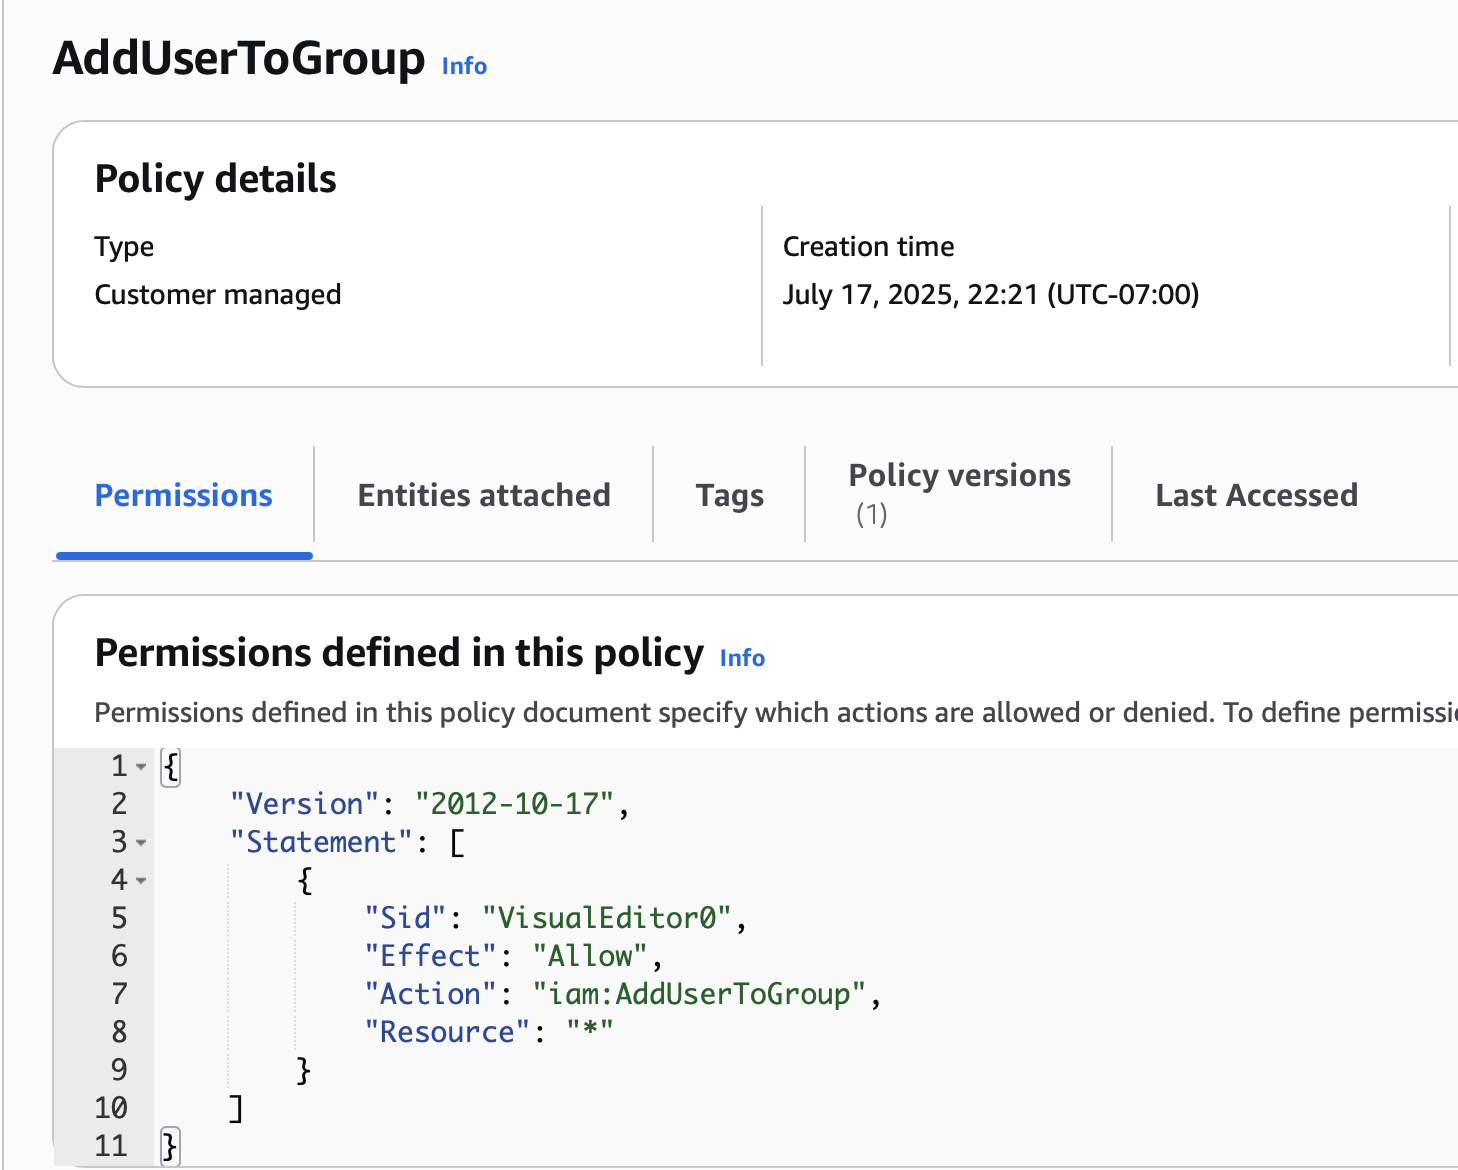 AddUserToGroup Info
Policy details
Type
Customer managed
Creation time
July 17, 2025, 22:21 (UTC-07:00)
Permissions
Entities attached
Tags
Policy versions
(1)
Last Accessed
Permissions defined in this policy Info
Permissions defined in this policy document specify which actions are allowed or denied. To define permissi
1 {
2     "Version": "2012-10-17",
3     "Statement": [
4         {
5             "Sid": "VisualEditor0",
6             "Effect": "Allow",
7             "Action": "iam:AddUserToGroup",
8             "Resource": "*"
9         }
10     ]
11 }